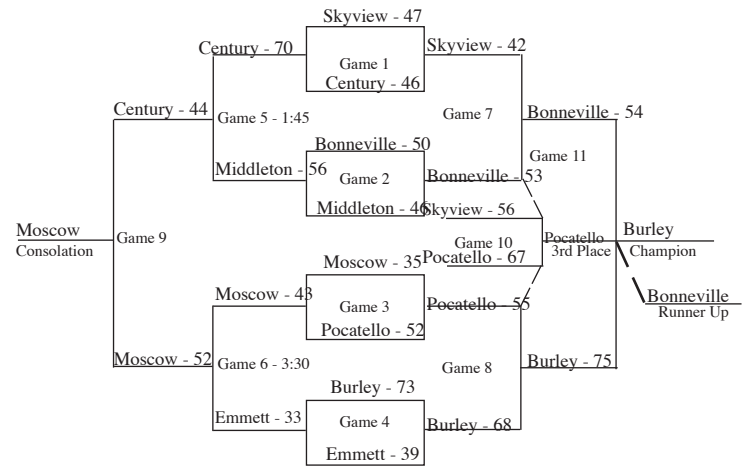 Skyview - 47
Century - 70
Skyview - 42
Game 1
Century - 46
Century - 44
Game 5 - 1:45
Game 7
Bonneville - 54
Bonneville - 50
Game 11
Middleton - 56
Game 2
Bonneville - 53
Middleton - 46
Skyview - 56
Moscow
Consolation
Game 9
Game 10
Pocatello
3rd Place
Burley
Champion
Pocatello - 67
Moscow - 35
Moscow - 43
Game 3
Pocatello - 55
Bonneville
Runner Up
Pocatello - 52
Moscow - 52
Game 6 - 3:30
Game 8
Burley - 75
Burley - 73
Emmett - 33
Game 4
Burley - 68
Emmett - 39